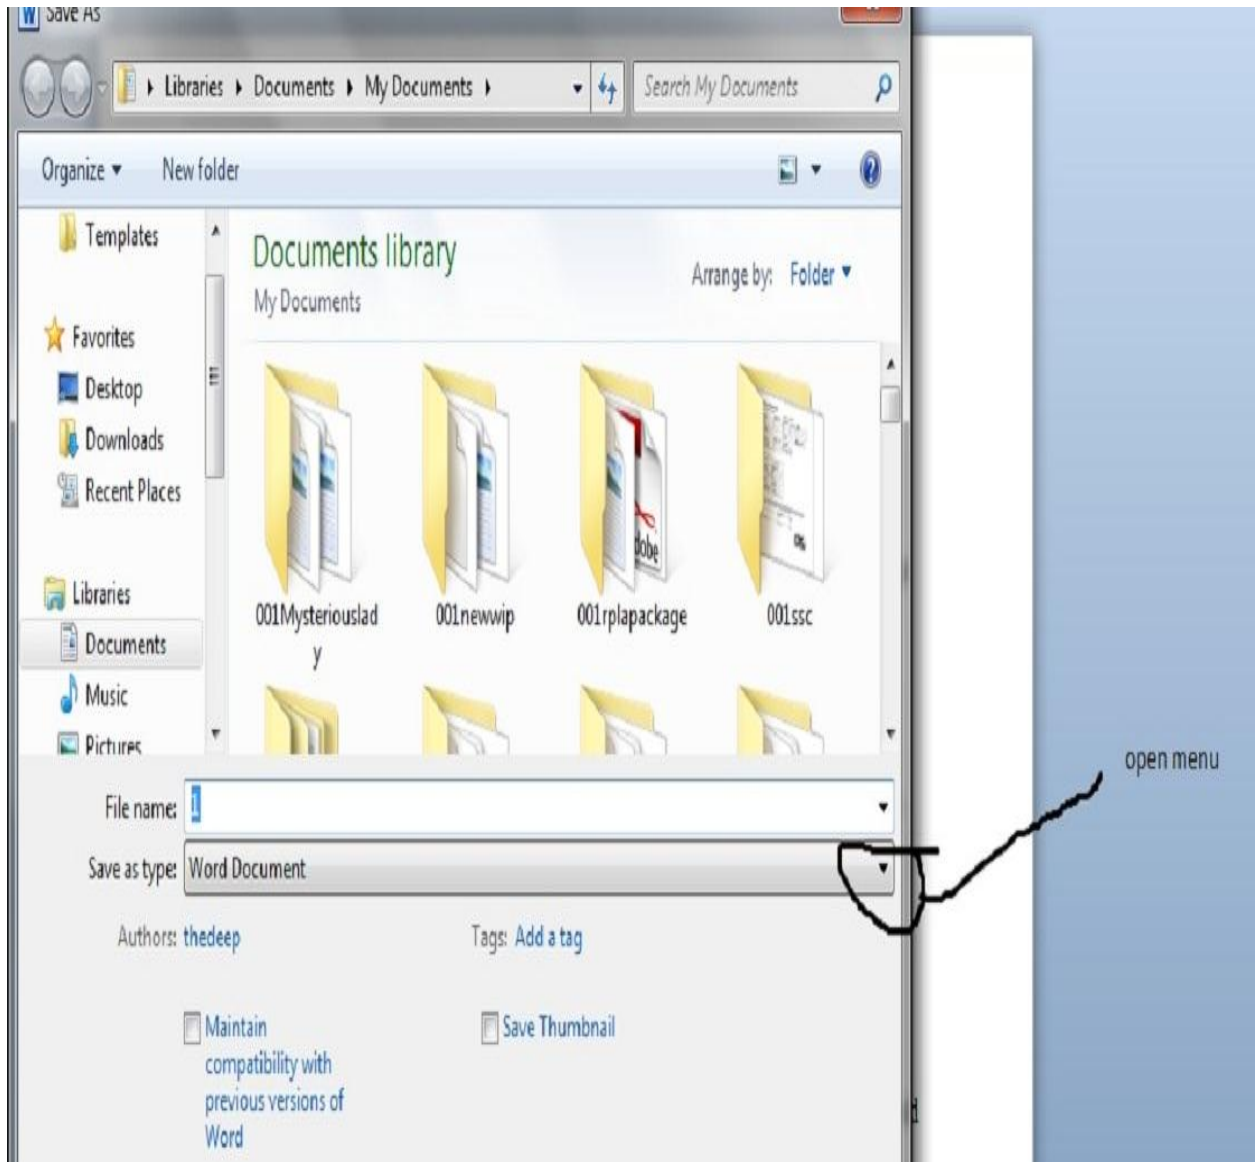 Save As
Libraries Documents My Documents
Search My Documents
Organize New folder
Templates
Favorites
Desktop
Downloads
Recent Places
Libraries
Documents
Music
Pictures
Documents library
My Documents
Arrange by: Folder
001Mysteriouslad
y
001newwip
001rplapackage
001ssc
File name: 1
Save as type: Word Document
Authors: thedeep
Tags: Add a tag
Maintain
compatibility with
previous versions of
Word
Save Thumbnail
open menu